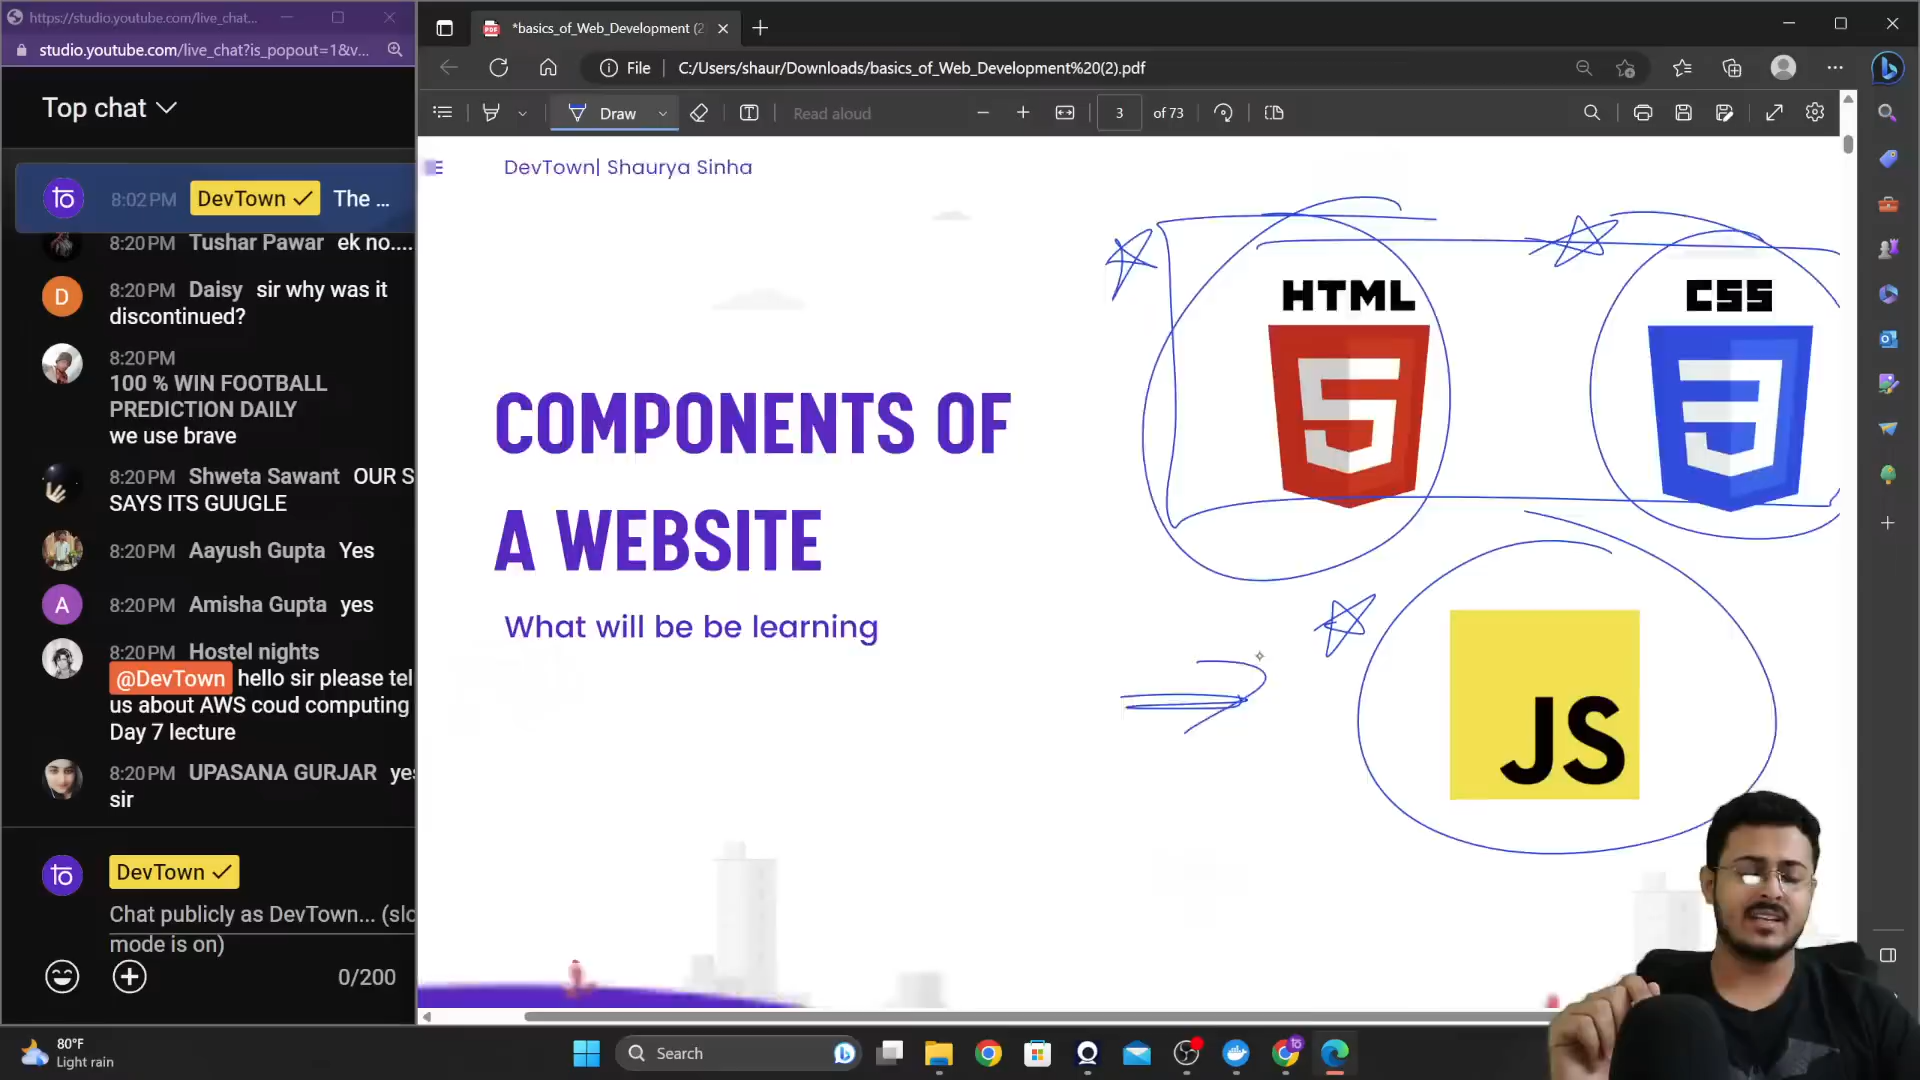 https://studio.youtube.com/live_chat...
studio.youtube.com/live_chat?is_popout=1&v...
Top chat
8:02 PM DevTown The ...
8:20 PM Tushar Pawar ek no....
8:20 PM Daisy sir why was it
discontinued?
8:20 PM
100 % WIN FOOTBALL
PREDICTION DAILY
we use brave
8:20 PM Shweta Sawant OUR S
SAYS ITS GUUGLE
8:20 PM Aayush Gupta Yes
A
8:20 PM Amisha Gupta yes
8:20 PM Hostel nights
@DevTown hello sir please tel
us about AWS coud computing
Day 7 lecture
8:20 PM UPASANA GURJAR yes
sir
DevTown
Chat publicly as DevTown... (slo
mode is on)
0/200
*basics_of_Web_Development (2
File C:/Users/shaur/Downloads/basics_of_Web_Development%20(2).pdf
Draw
Read aloud
3 of 73
DevTown| Shaurya Sinha
COMPONENTS OF
A WEBSITE
What will be be learning
HTML
5
CSS
3
JS
80°F
Light rain
Search